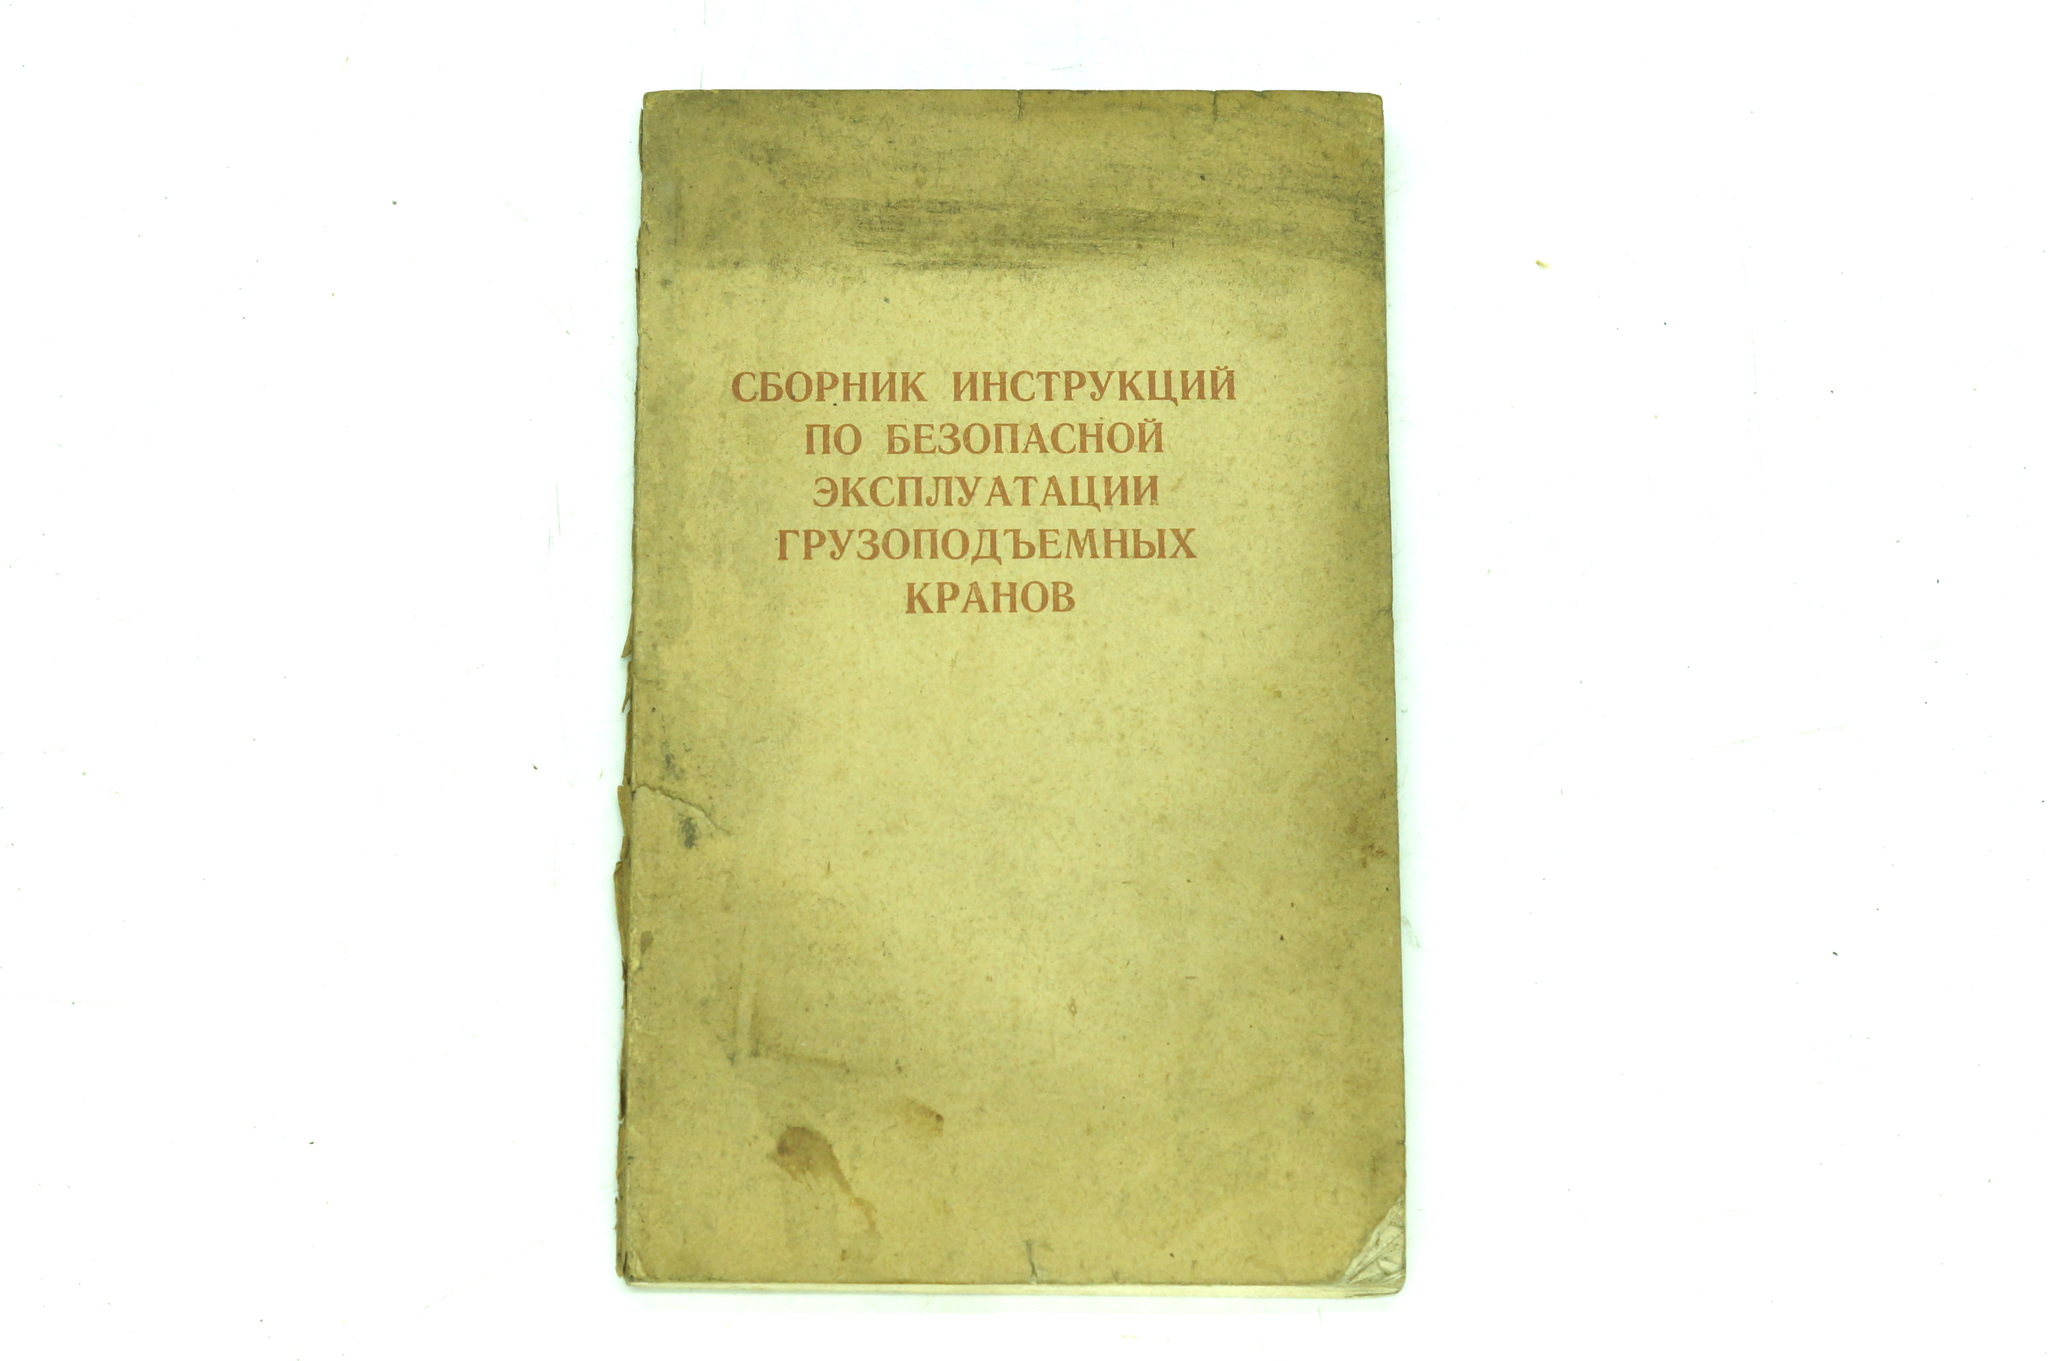 СБОРНИК ИНСТРУКЦИЙ
ПО БЕЗОПАСНОЙ
ЭКСПЛУАТАЦИИ
ГРУЗОПОДЪЕМНЫХ
КРАНОВ